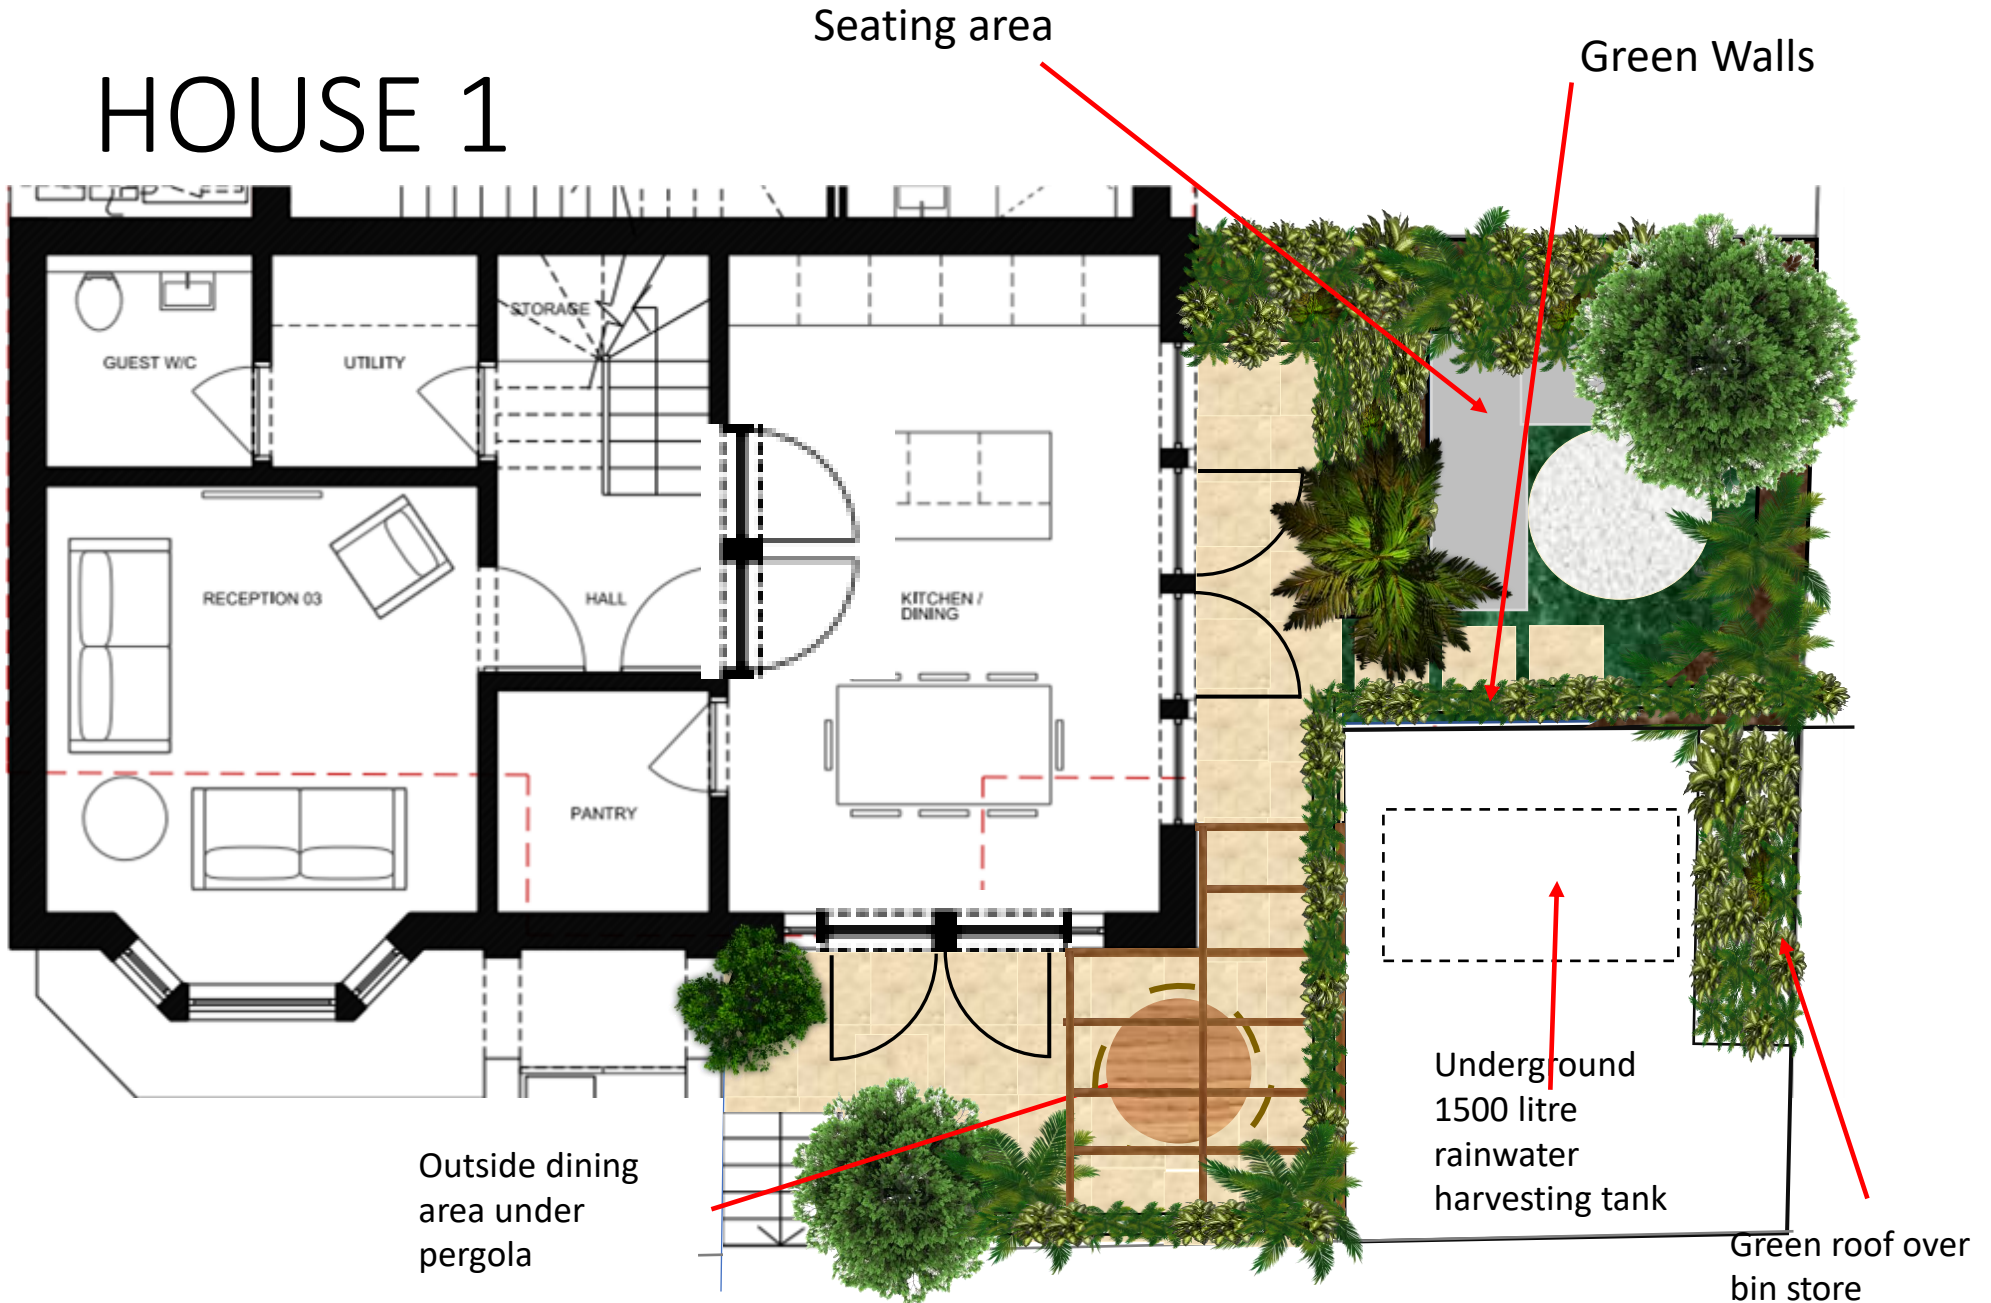 Seating area
Green Walls
HOUSE 1
STORAGE
GUEST W/C
UTILITY
RECEPTION 03
HALL
KITCHEN /
DINING
PANTRY
Outside dining
area under
pergola
Underground
1500 litre
rainwater
harvesting tank
Green roof over
bin store